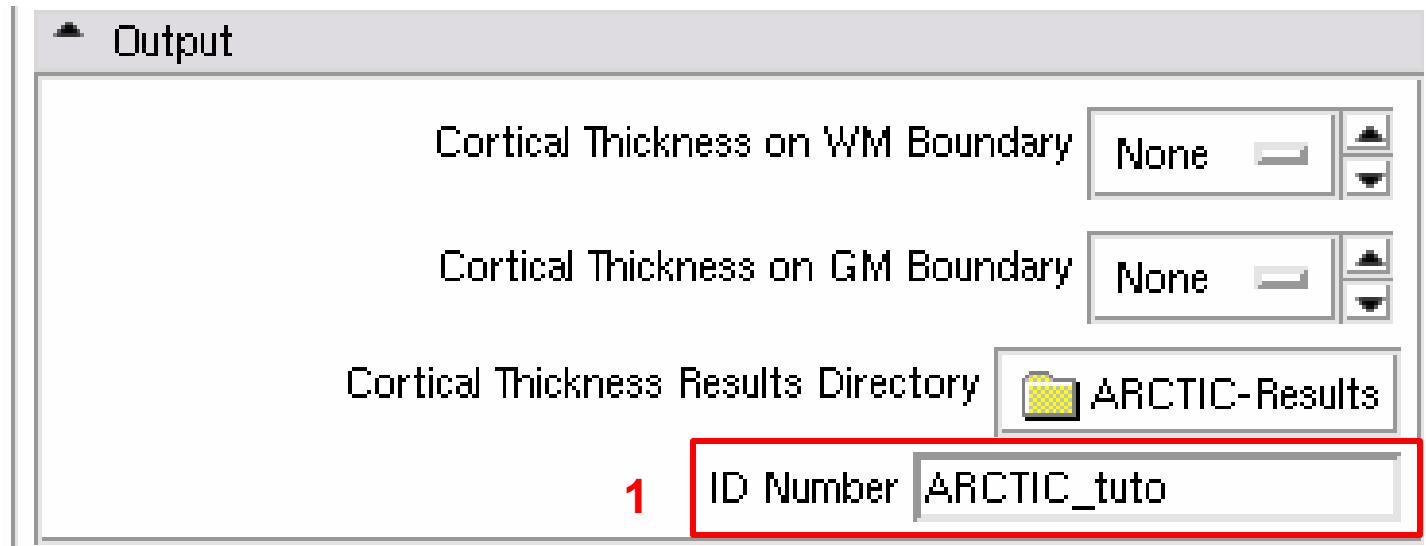 Output
Cortical Thickness on WM Boundary None
Cortical Thickness on GM Boundary None
Cortical Thickness Results Directory ARCTIC-Results
1 ID Number ARCTIC_tuto